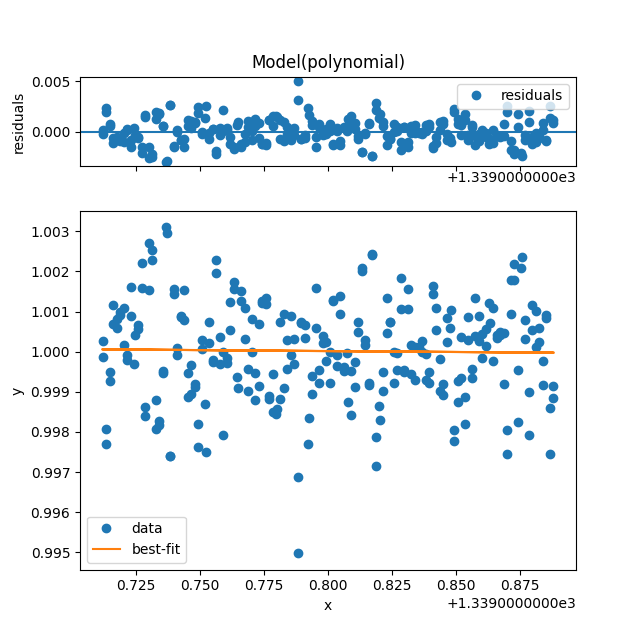 Model(polynomial)
residuals
0.005
0.000
residuals
+1.3390000000e3
y
1.003
1.002
1.001
1.000
0.999
0.998
0.997
0.996
0.995
data
best-fit
0.725 0.750 0.775 0.800 0.825 0.850 0.875
x
+1.3390000000e3